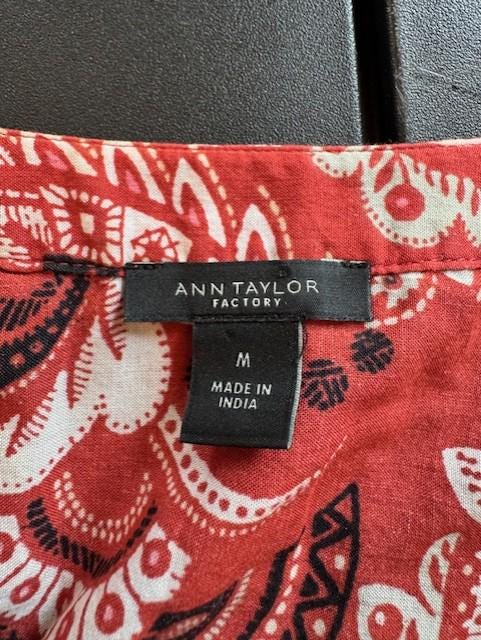 ANN TAYLOR
FACTORY
M
MADE IN
INDIA